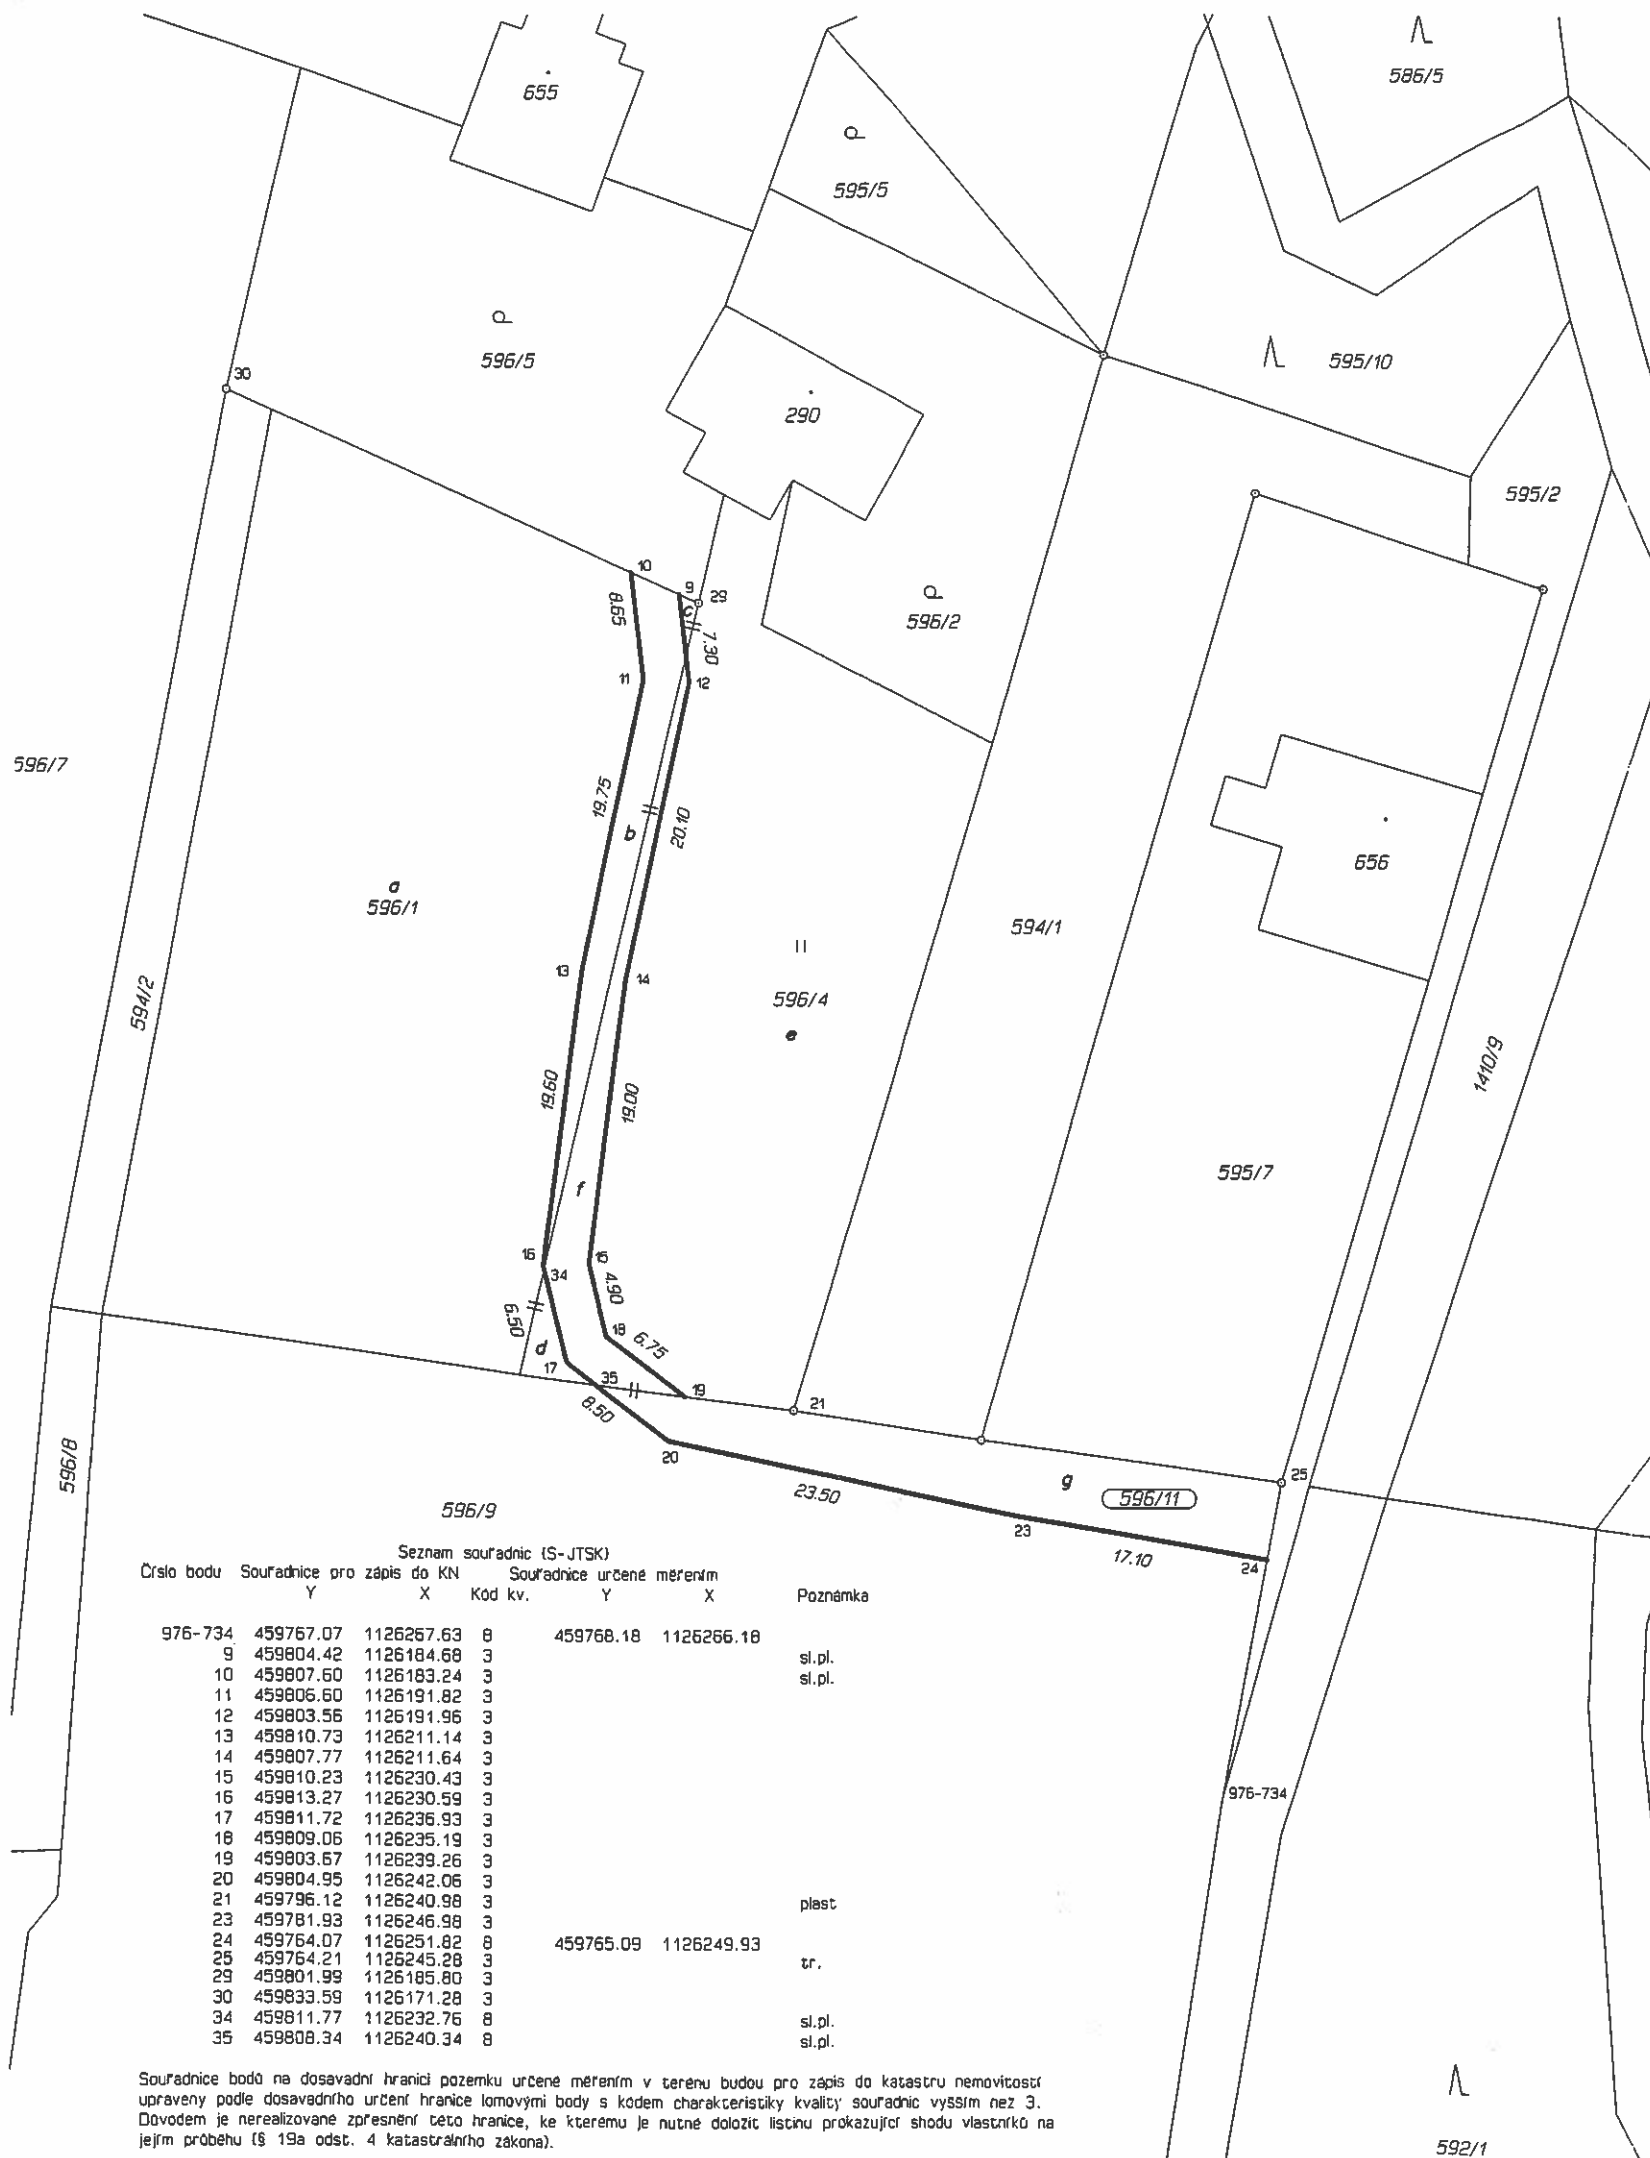 586/5
655
595/5
596/5
30
290
595/10
595/2
10
9
29
c
8.65
7.30
596/2
11
12
596/7
19.75
b
20.10
656
a
596/1
594/1
13
14
596/4
e
594/2
1410/9
19.60
19.00
595/7
f
16
34
15
4.90
6.50
d
18
6.75
17
35
19
21
8.50
20
596/8
g
596/11
25
23.50
596/9
23
17.10
24
Seznam souřadnic (S-JTSK)
Číslo bodu Souřadnice pro zápis do KN Souřadnice určené měřením
Y X Kód kv. Y X Poznámka
976-734 459767.07 1126267.63 8 459768.18 1126266.18
9 459804.42 1126184.68 3 sl.pl.
10 459807.60 1126183.24 3 sl.pl.
11 459806.60 1126191.82 3
12 459803.56 1126191.96 3
13 459810.73 1126211.14 3
14 459807.77 1126211.64 3
15 459810.23 1126230.43 3
16 459813.27 1126230.59 3
17 459811.72 1126236.93 3
18 459809.06 1126235.19 3
19 459803.67 1126239.26 3
20 459804.95 1126242.06 3
21 459796.12 1126240.98 3 plast
23 459781.93 1126246.98 3
24 459764.07 1126251.82 8 459765.09 1126249.93
25 459764.21 1126245.28 3 tr.
29 459801.99 1126185.80 3
30 459833.59 1126171.28 3
34 459811.77 1126232.76 8 sl.pl.
35 459808.34 1126240.34 8 sl.pl.
976-734
Souřadnice bodů na dosavadní hranici pozemku určené měřením v terénu budou pro zápis do katastru nemovitostí
upraveny podle dosavadního určení hranice lomovými body s kódem charakteristiky kvality souřadnic vyšším než 3.
Důvodem je nerealizované zpřesnění této hranice, ke kterému je nutné doložit listinu prokazující shodu vlastníků na
jejím průběhu (§ 19a odst. 4 katastrálního zákona).
592/1